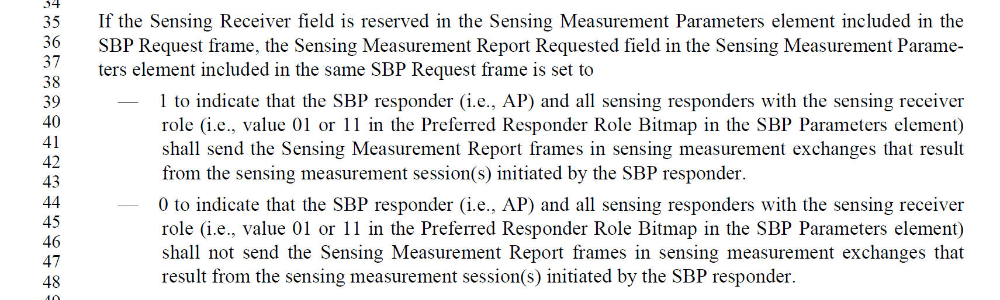 34
35 If the Sensing Receiver field is reserved in the Sensing Measurement Parameters element included in the
36 SBP Request frame, the Sensing Measurement Report Requested field in the Sensing Measurement Parame-
37 ters element included in the same SBP Request frame is set to
38
39 — 1 to indicate that the SBP responder (i.e., AP) and all sensing responders with the sensing receiver
40 role (i.e., value 01 or 11 in the Preferred Responder Role Bitmap in the SBP Parameters element)
41 shall send the Sensing Measurement Report frames in sensing measurement exchanges that result
42 from the sensing measurement session(s) initiated by the SBP responder.
43
44 — 0 to indicate that the SBP responder (i.e., AP) and all sensing responders with the sensing receiver
45 role (i.e., value 01 or 11 in the Preferred Responder Role Bitmap in the SBP Parameters element)
46 shall not send the Sensing Measurement Report frames in sensing measurement exchanges that
47 result from the sensing measurement session(s) initiated by the SBP responder.
48
49